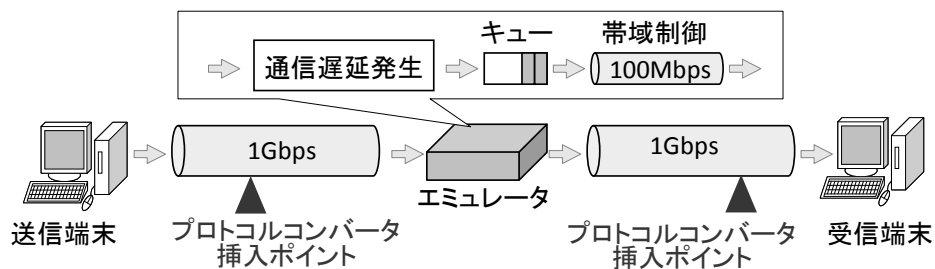 キュー
帯域制御
通信遅延発生
100Mbps
1Gbps
1Gbps
エミュレータ
送信端末
プロトコルコンバータ
挿入ポイント
プロトコルコンバータ
挿入ポイント
受信端末